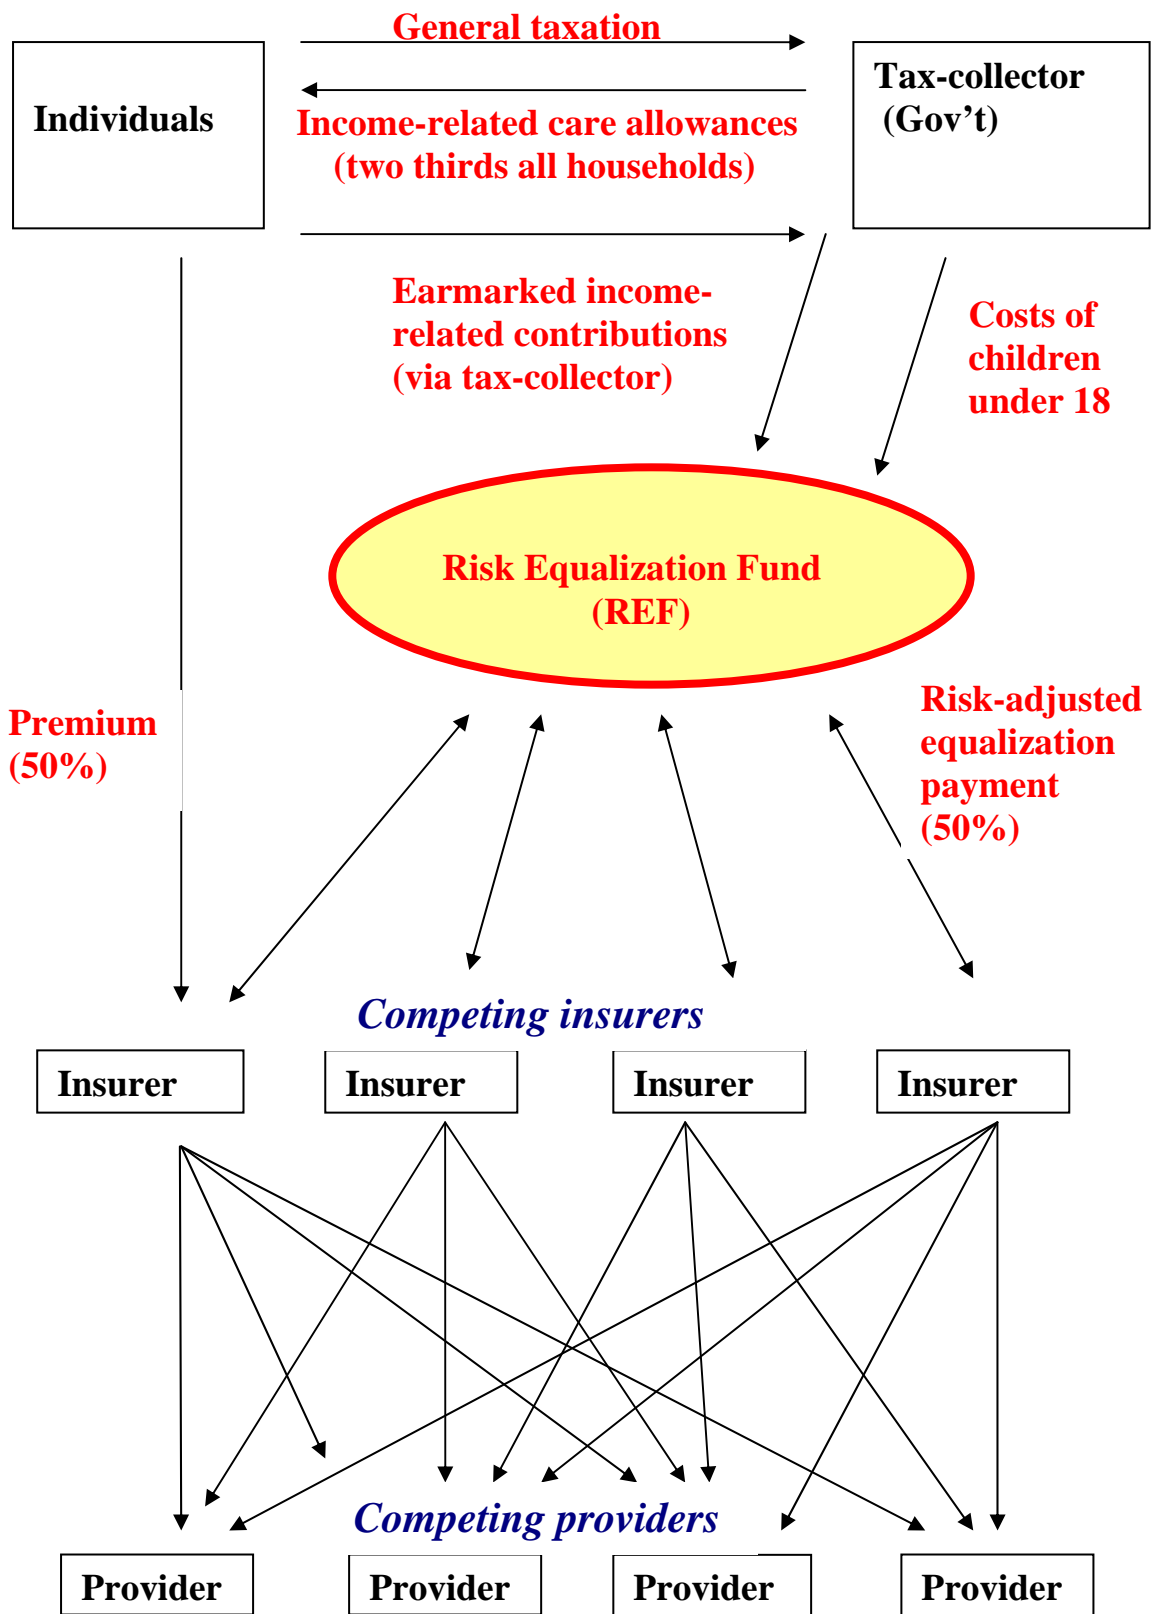 General taxation
Individuals
Tax-collector
(Gov't)
Income-related care allowances
(two thirds all households)
Earmarked income-
related contributions
(via tax-collector)
Costs of
children
under 18
Risk Equalization Fund
(REF)
Premium
(50%)
Risk-adjusted
equalization
payment
(50%)
Competing insurers
Insurer
Insurer
Insurer
Insurer
Competing providers
Provider
Provider
Provider
Provider